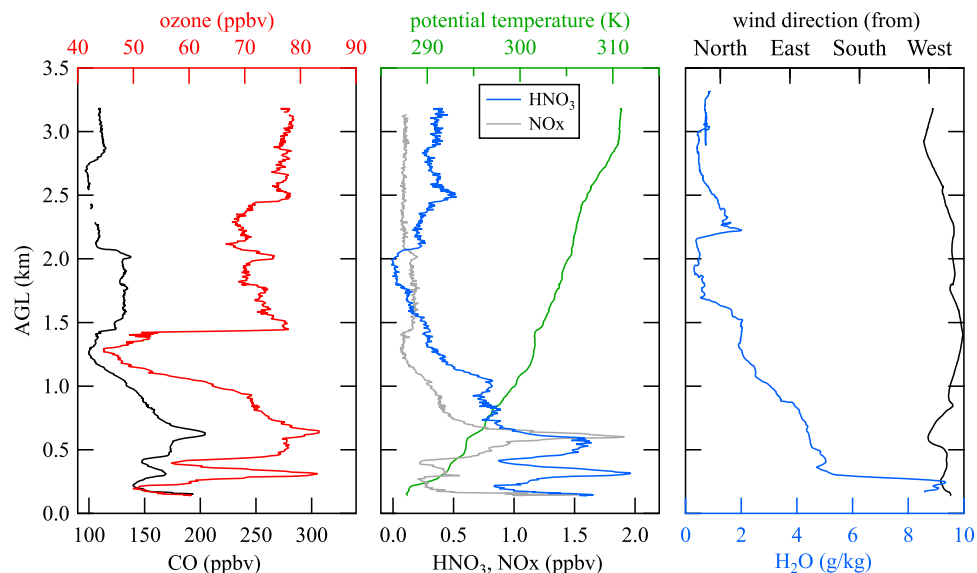 ozone (ppbv)
40 50 60 70 80 90
potential temperature (K)
290 300 310
wind direction (from)
North East South West
3.5
3.0
2.5
2.0
1.5
1.0
0.5
0.0
AGL (km)
HNO₃
NOx
100 150 200 250 300
CO (ppbv)
0.0 0.5 1.0 1.5 2.0
HNO₃, NOx (ppbv)
0 2 4 6 8 10
H₂O (g/kg)